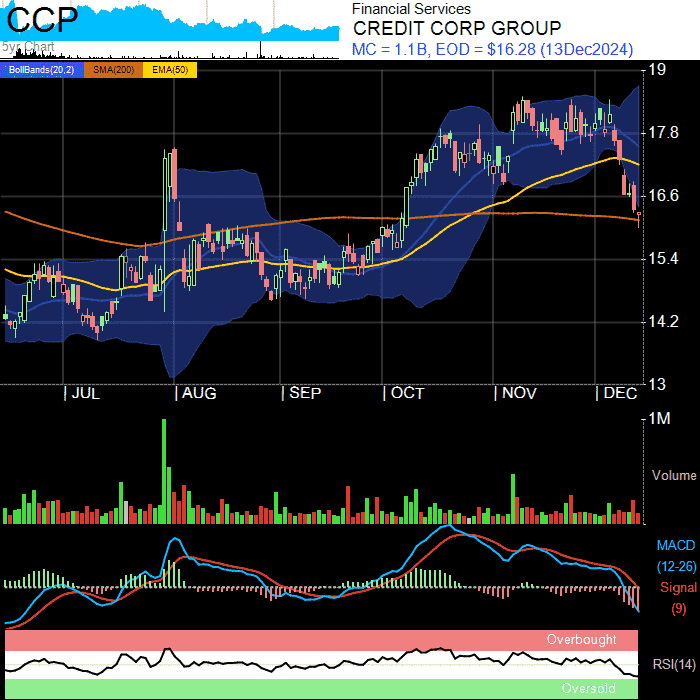 CCP
5yr Chart
Financial Services
CREDIT CORP GROUP
MC = 1.1B, EOD = $16.28 (13Dec2024)
BollBands(20,2) SMA(200) EMA(50)
19
17.8
16.6
15.4
14.2
13
JUL AUG SEP OCT NOV DEC
1M
Volume
MACD
(12-26)
Signal
(9)
Overbought
RSI(14)
Oversold